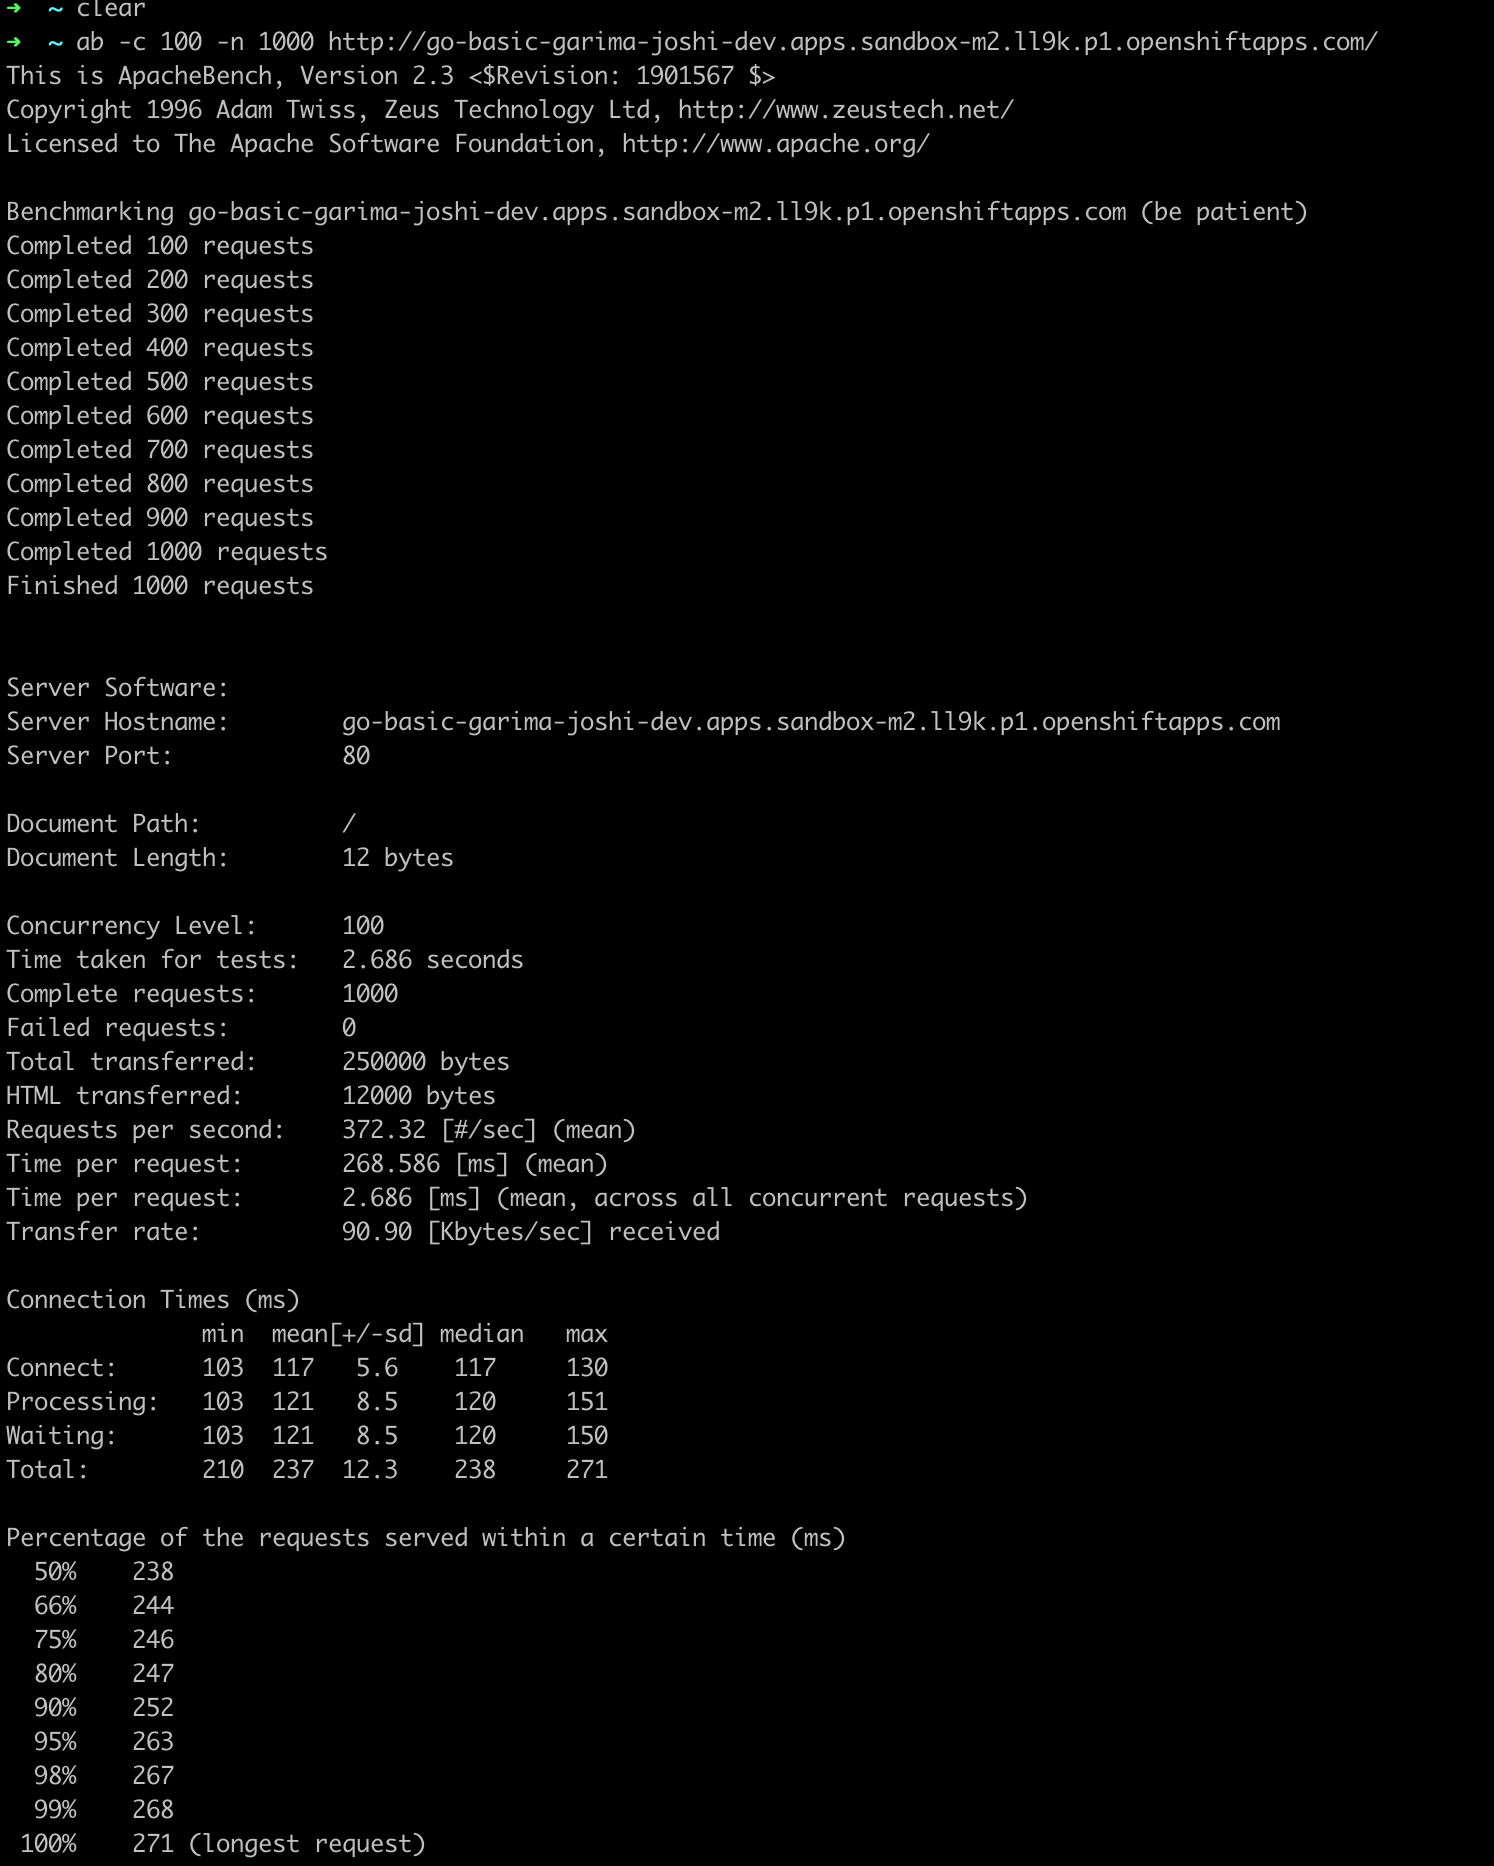 ➜  ~ clear
➜  ~ ab -c 100 -n 1000 http://go-basic-garima-joshi-dev.apps.sandbox-m2.ll9k.p1.openshiftapps.com/
This is ApacheBench, Version 2.3 <$Revision: 1901567 $>
Copyright 1996 Adam Twiss, Zeus Technology Ltd, http://www.zeustech.net/
Licensed to The Apache Software Foundation, http://www.apache.org/

Benchmarking go-basic-garima-joshi-dev.apps.sandbox-m2.ll9k.p1.openshiftapps.com (be patient)
Completed 100 requests
Completed 200 requests
Completed 300 requests
Completed 400 requests
Completed 500 requests
Completed 600 requests
Completed 700 requests
Completed 800 requests
Completed 900 requests
Completed 1000 requests
Finished 1000 requests


Server Software:
Server Hostname:        go-basic-garima-joshi-dev.apps.sandbox-m2.ll9k.p1.openshiftapps.com
Server Port:            80

Document Path:          /
Document Length:        12 bytes

Concurrency Level:      100
Time taken for tests:   2.686 seconds
Complete requests:      1000
Failed requests:        0
Total transferred:      250000 bytes
HTML transferred:       12000 bytes
Requests per second:    372.32 [#/sec] (mean)
Time per request:       268.586 [ms] (mean)
Time per request:       2.686 [ms] (mean, across all concurrent requests)
Transfer rate:          90.90 [Kbytes/sec] received

Connection Times (ms)
              min  mean[+/-sd] median   max
Connect:      103  117   5.6    117     130
Processing:   103  121   8.5    120     151
Waiting:      103  121   8.5    120     150
Total:        210  237  12.3    238     271

Percentage of the requests served within a certain time (ms)
  50%    238
  66%    244
  75%    246
  80%    247
  90%    252
  95%    263
  98%    267
  99%    268
 100%    271 (longest request)